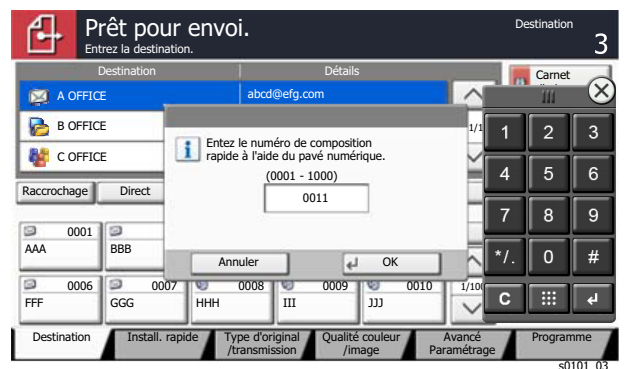 Prêt pour envoi.
Entrez la destination.
Destination
3
Destination
Détails
Carnet
A OFFICE
abcd@efg.com
B OFFICE
1/1
C OFFICE
Entez le numéro de composition
rapide à l'aide du pavé numérique.
(0001 - 1000)
0011
Annuler
OK
Raccrochage
Direct
0001
AAA
BBB
0006
FFF
0007
GGG
0008
HHH
0009
III
0010
JJJ
1/100
1
2
3
4
5
6
7
8
9
*/.
0
#
C
Destination
Install. rapide
Type d'original
/transmission
Qualité couleur
/image
Avancé
Paramétrage
Programme
s0101_03